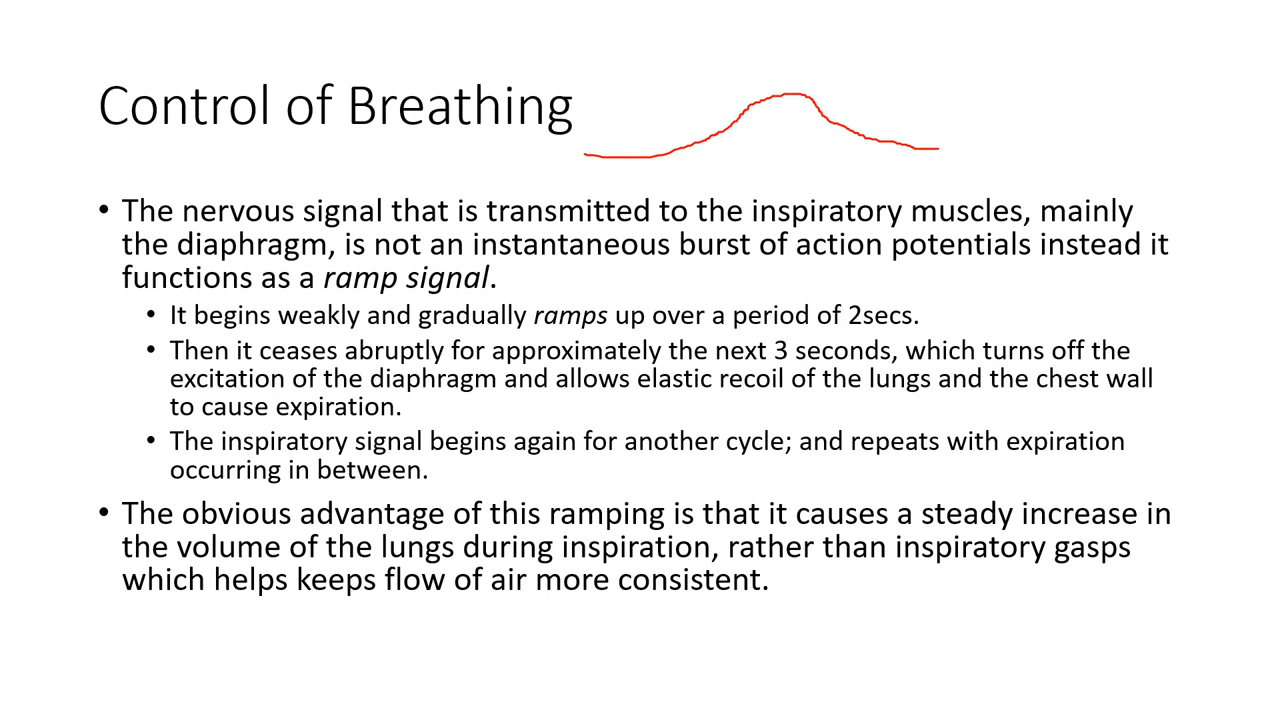 Control of Breathing
• The nervous signal that is transmitted to the inspiratory muscles, mainly
the diaphragm, is not an instantaneous burst of action potentials instead it
functions as a ramp signal.
• It begins weakly and gradually ramps up over a period of 2secs.
• Then it ceases abruptly for approximately the next 3 seconds, which turns off the
excitation of the diaphragm and allows elastic recoil of the lungs and the chest wall
to cause expiration.
• The inspiratory signal begins again for another cycle; and repeats with expiration
occurring in between.
• The obvious advantage of this ramping is that it causes a steady increase in
the volume of the lungs during inspiration, rather than inspiratory gasps
which helps keeps flow of air more consistent.